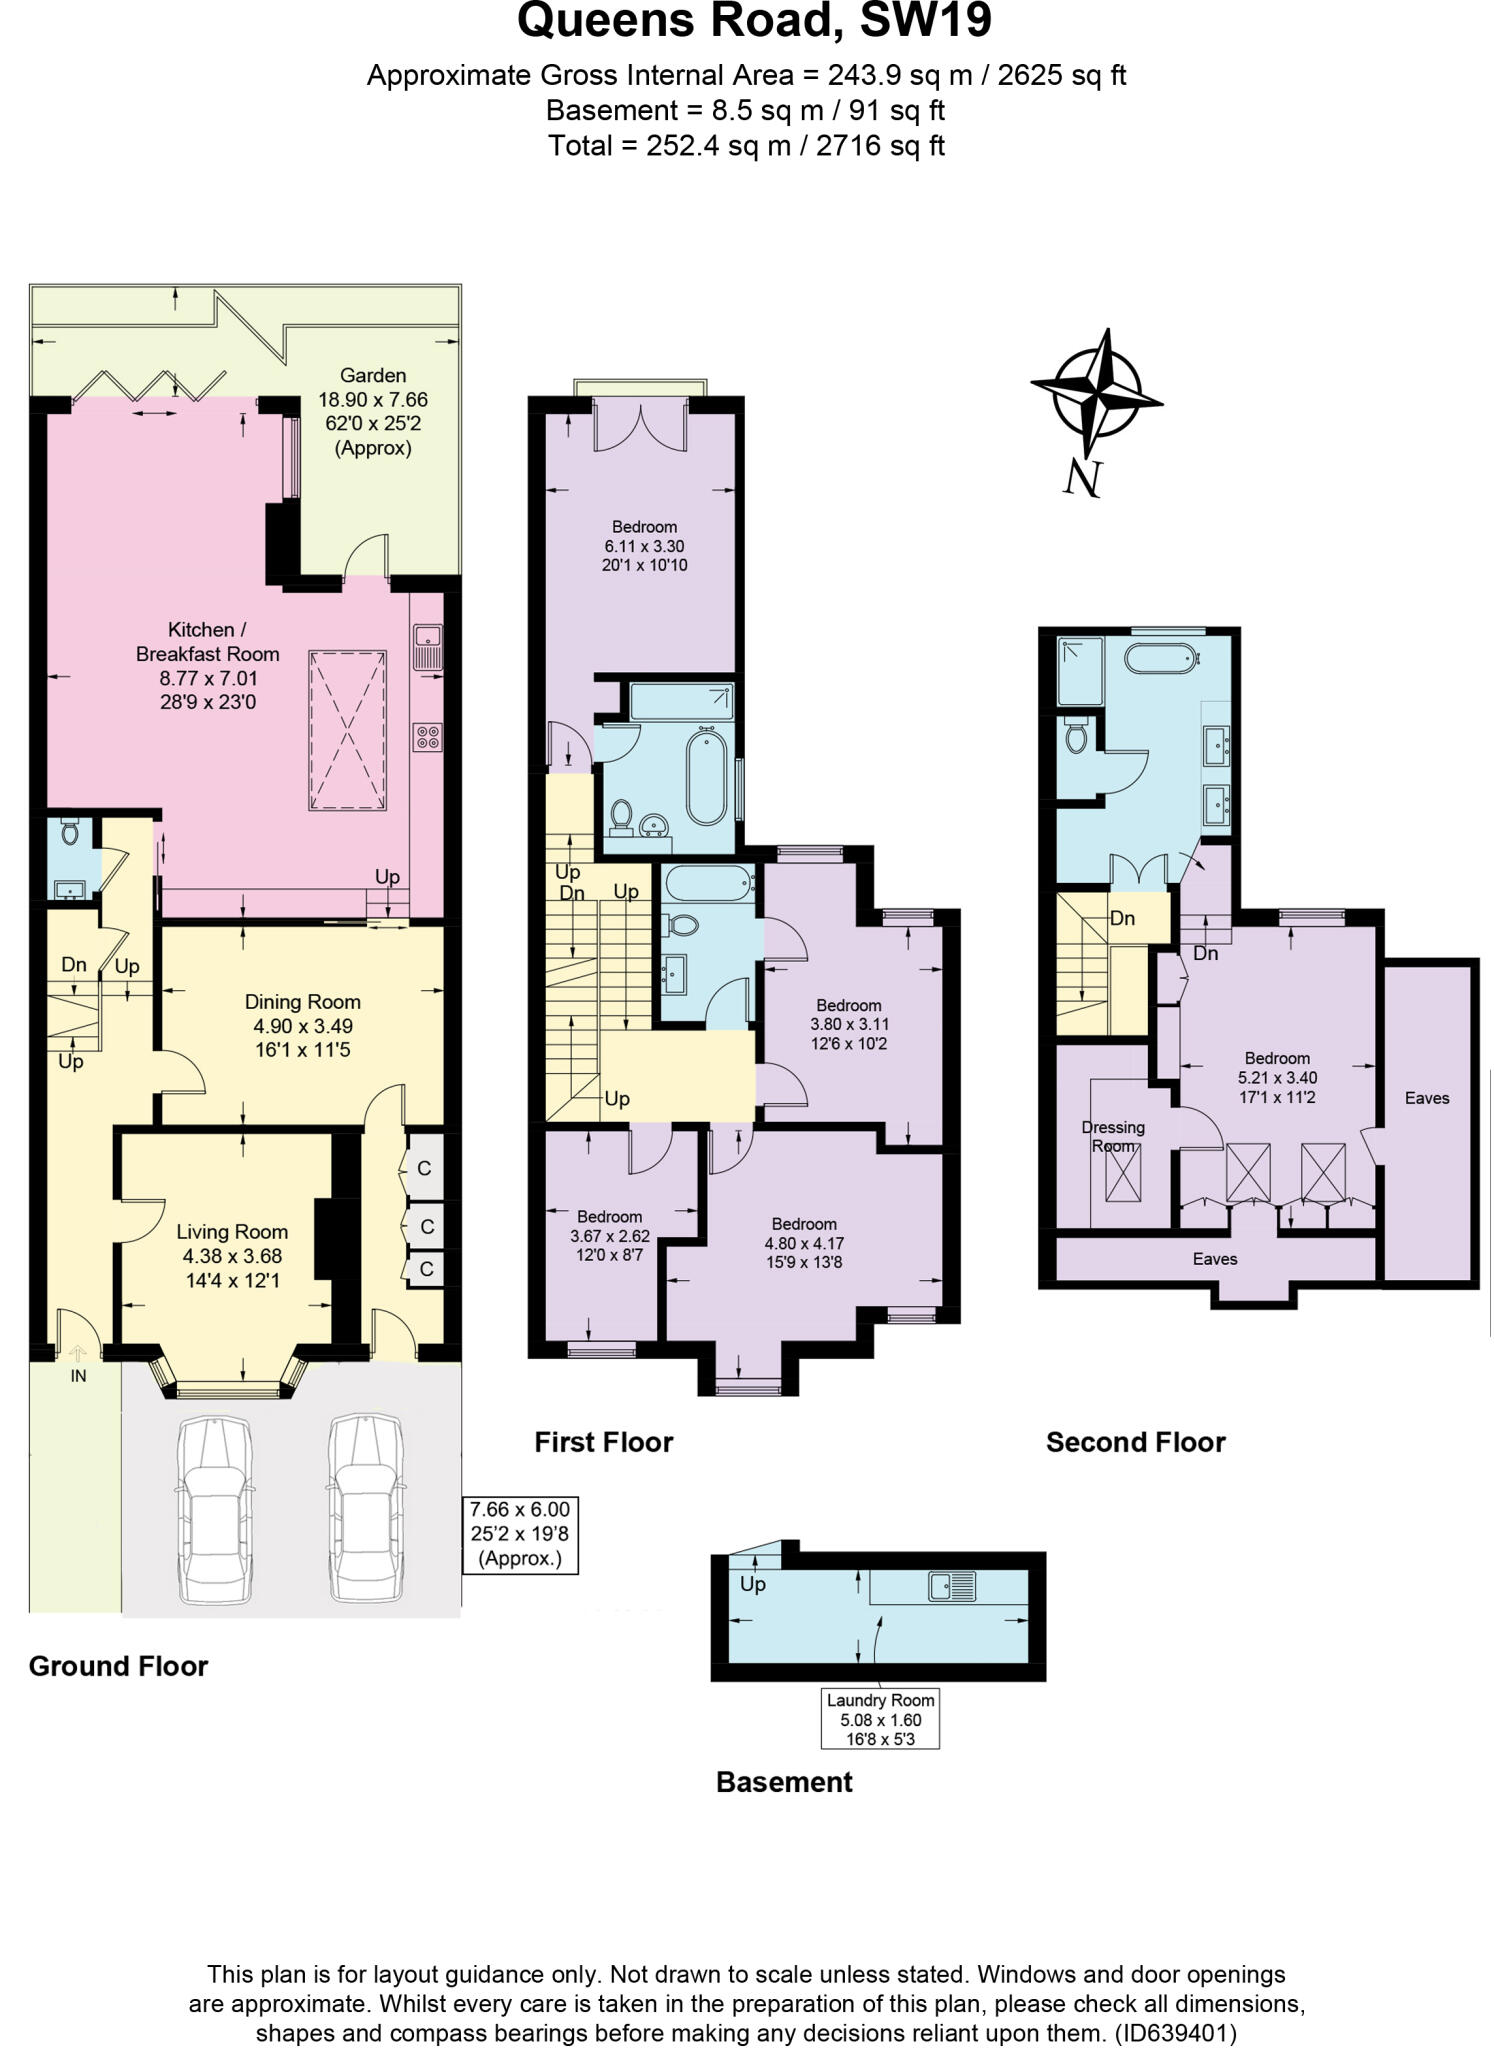 Queens Road, SW19
Approximate Gross Internal Area = 243.9 sq m / 2625 sq ft
Basement = 8.5 sq m / 91 sq ft
Total = 252.4 sq m / 2716 sq ft
Garden
18.90 x 7.66
62'0 x 25'2
(Approx)
Kitchen /
Breakfast Room
8.77 x 7.01
28'9 x 23'0
Up
Dn
Up
Up
Dining Room
4.90 x 3.49
16'1 x 11'5
Living Room
4.38 x 3.68
14'4 x 12'1
C
C
C
IN
7.66 x 6.00
25'2 x 19'8
(Approx.)
Ground Floor
Bedroom
6.11 x 3.30
20'1 x 10'10
Up
Dn
Up
Up
Bedroom
3.80 x 3.11
12'6 x 10'2
Bedroom
3.67 x 2.62
12'0 x 8'7
Bedroom
4.80 x 4.17
15'9 x 13'8
First Floor
N
Dn
Dn
Bedroom
5.21 x 3.40
17'1 x 11'2
Dressing
Room
Eaves
Eaves
Second Floor
Up
Laundry Room
5.08 x 1.60
16'8 x 5'3
Basement
This plan is for layout guidance only. Not drawn to scale unless stated. Windows and door openings
are approximate. Whilst every care is taken in the preparation of this plan, please check all dimensions,
shapes and compass bearings before making any decisions reliant upon them. (ID639401)